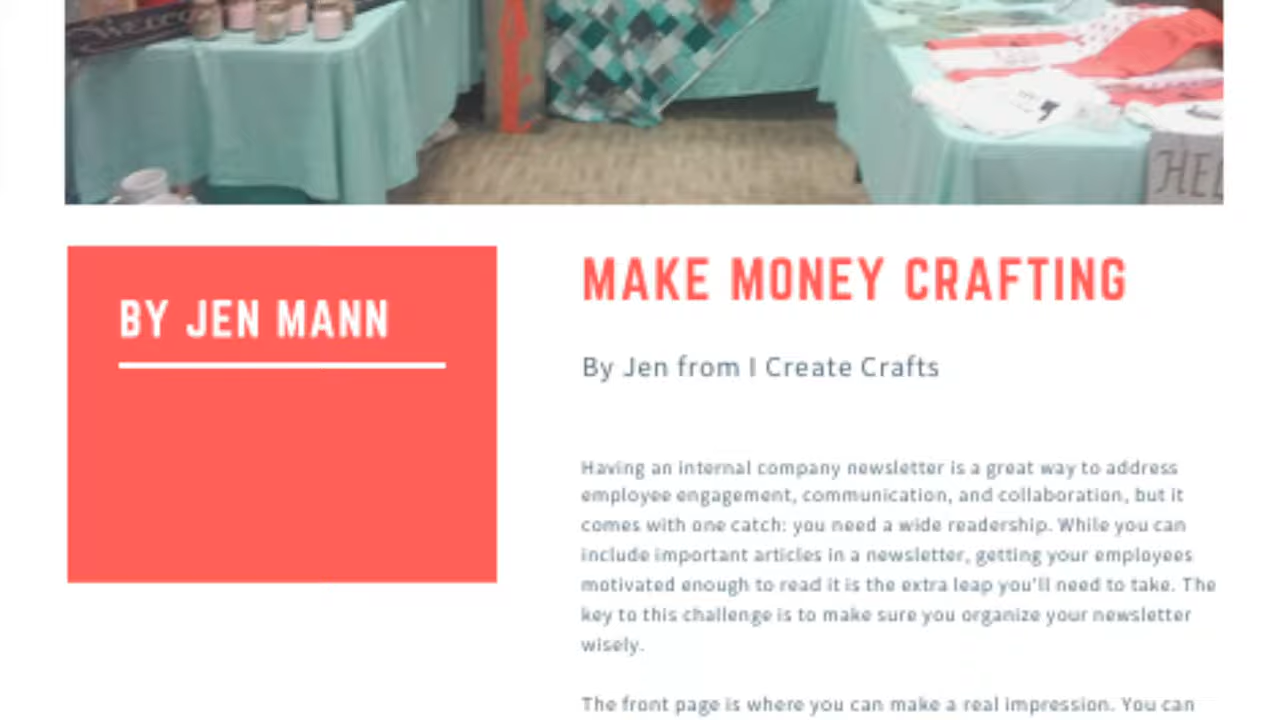 BY JEN MANN
MAKE MONEY CRAFTING
By Jen from I Create Crafts
Having an internal company newsletter is a great way to address
employee engagement, communication, and collaboration, but it
comes with one catch: you need a wide readership. While you can
include important articles in a newsletter, getting your employees
motivated enough to read it is the extra leap you'll need to take. The
key to this challenge is to make sure you organize your newsletter
wisely.
The front page is where you can make a real impression. You can